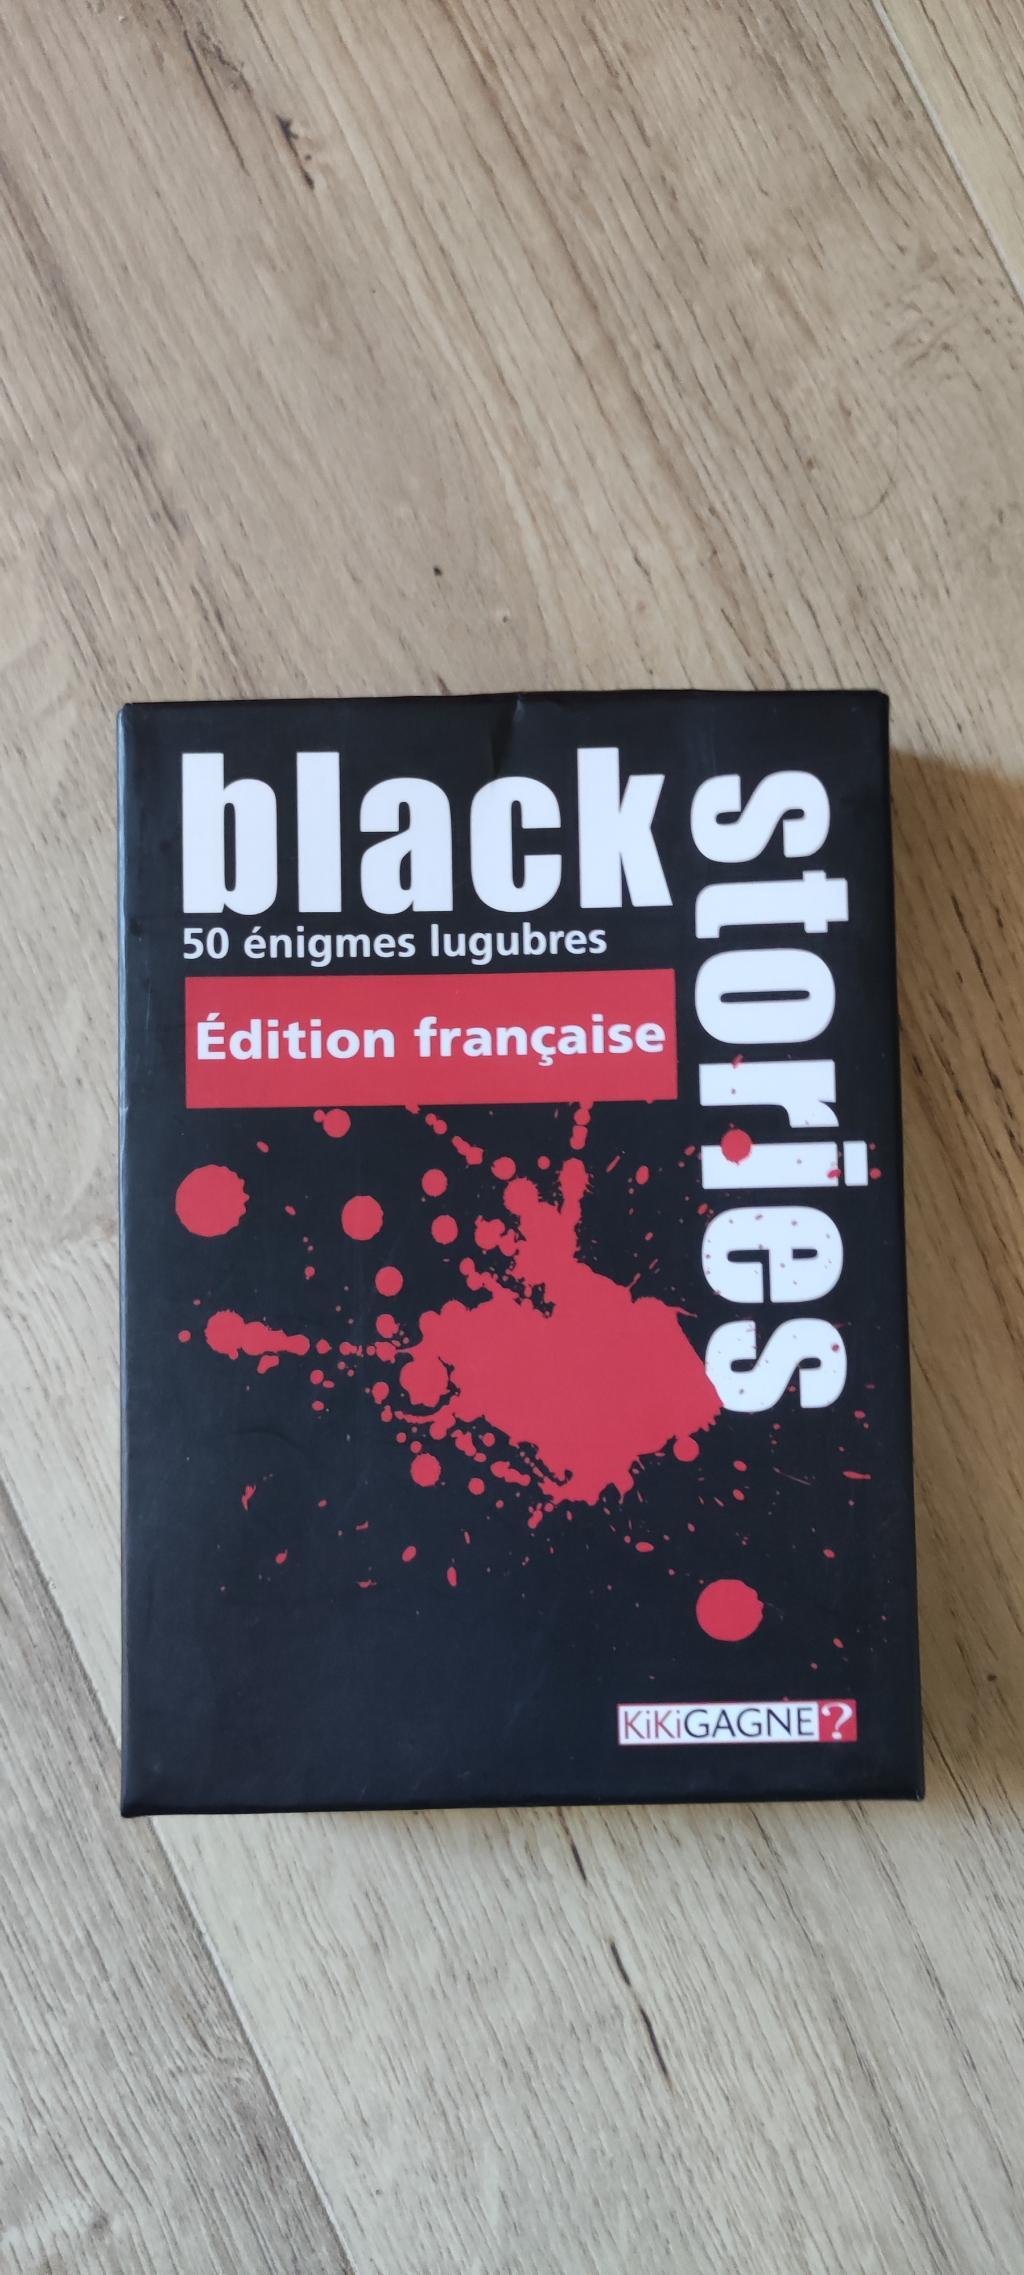 black
stories
50 énigmes lugubres
Édition française
KiKiGAGNE?